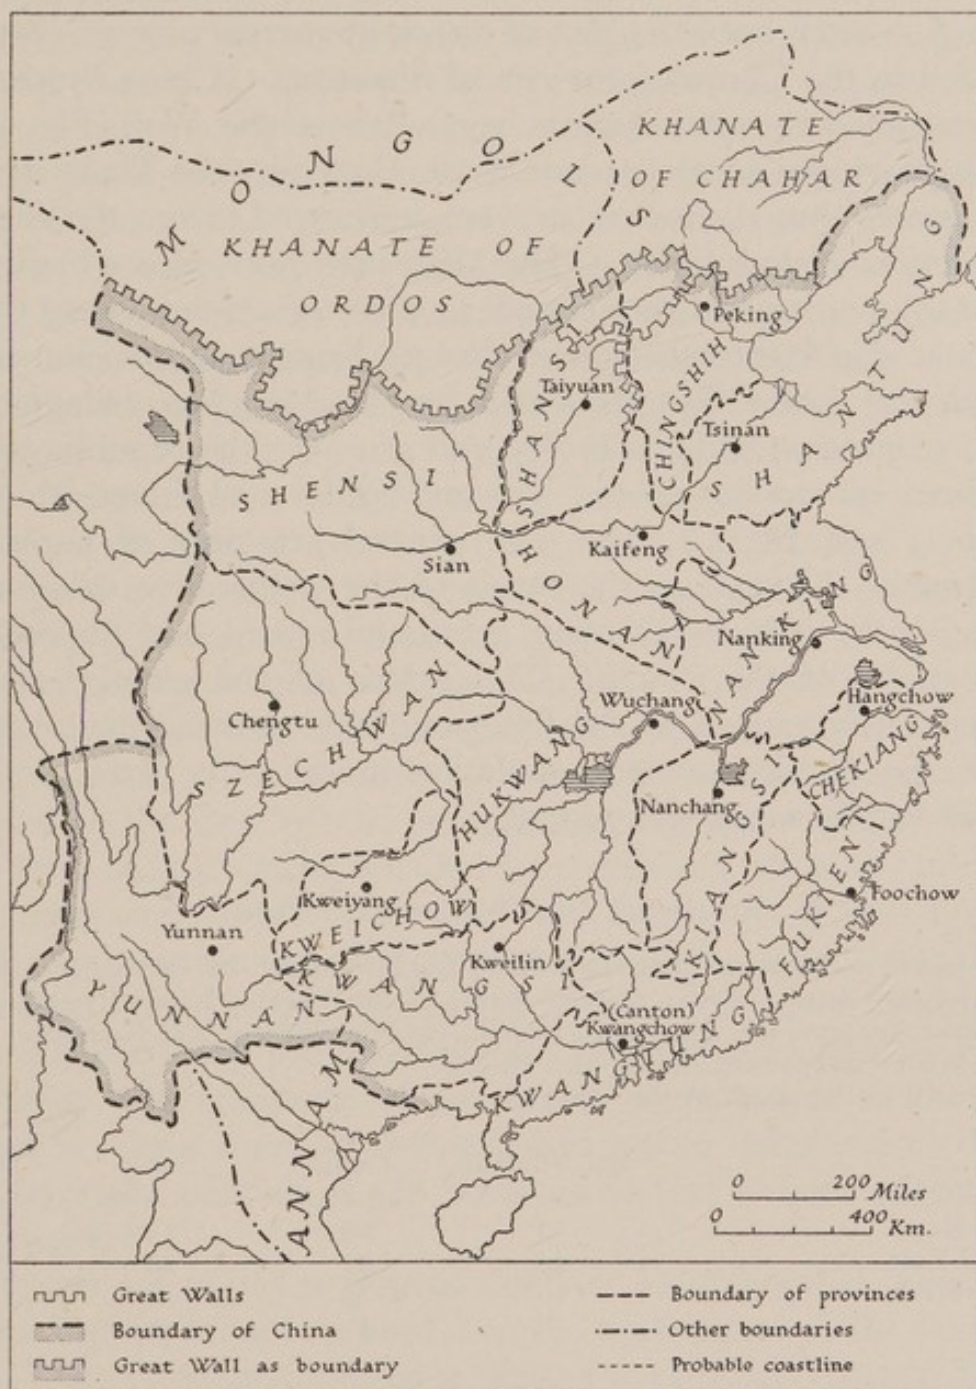 MONGOLS
KHANATE
OF CHAHAR
KHANATE OF
ORDOS
Peking
SHANTUNG
Taiyuan
SHANSI
CHINGSHIH
Tsinan
SHENSI
Sian
Kaifeng
HONAN
NANKING
Nanking
Hangchow
Wuchang
Chengtu
SZECHWAN
HUKWANG
CHEKIANG
Nanchang
KIANGSI
FUKIEN
Foochow
Kweiyang
KWEICHOW
Yunnan
Kweilin
KWANGSI
YUNNAN
(Canton)
Kwangchow
KWANGTUNG
ANNAM
0 200 Miles
0 400 Km.
Great Walls
Boundary of China
Great Wall as boundary
Boundary of provinces
Other boundaries
Probable coastline